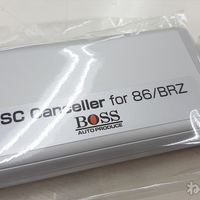 SC Canceller for 86/BRZ
BOSS
AUTO PRODUCE